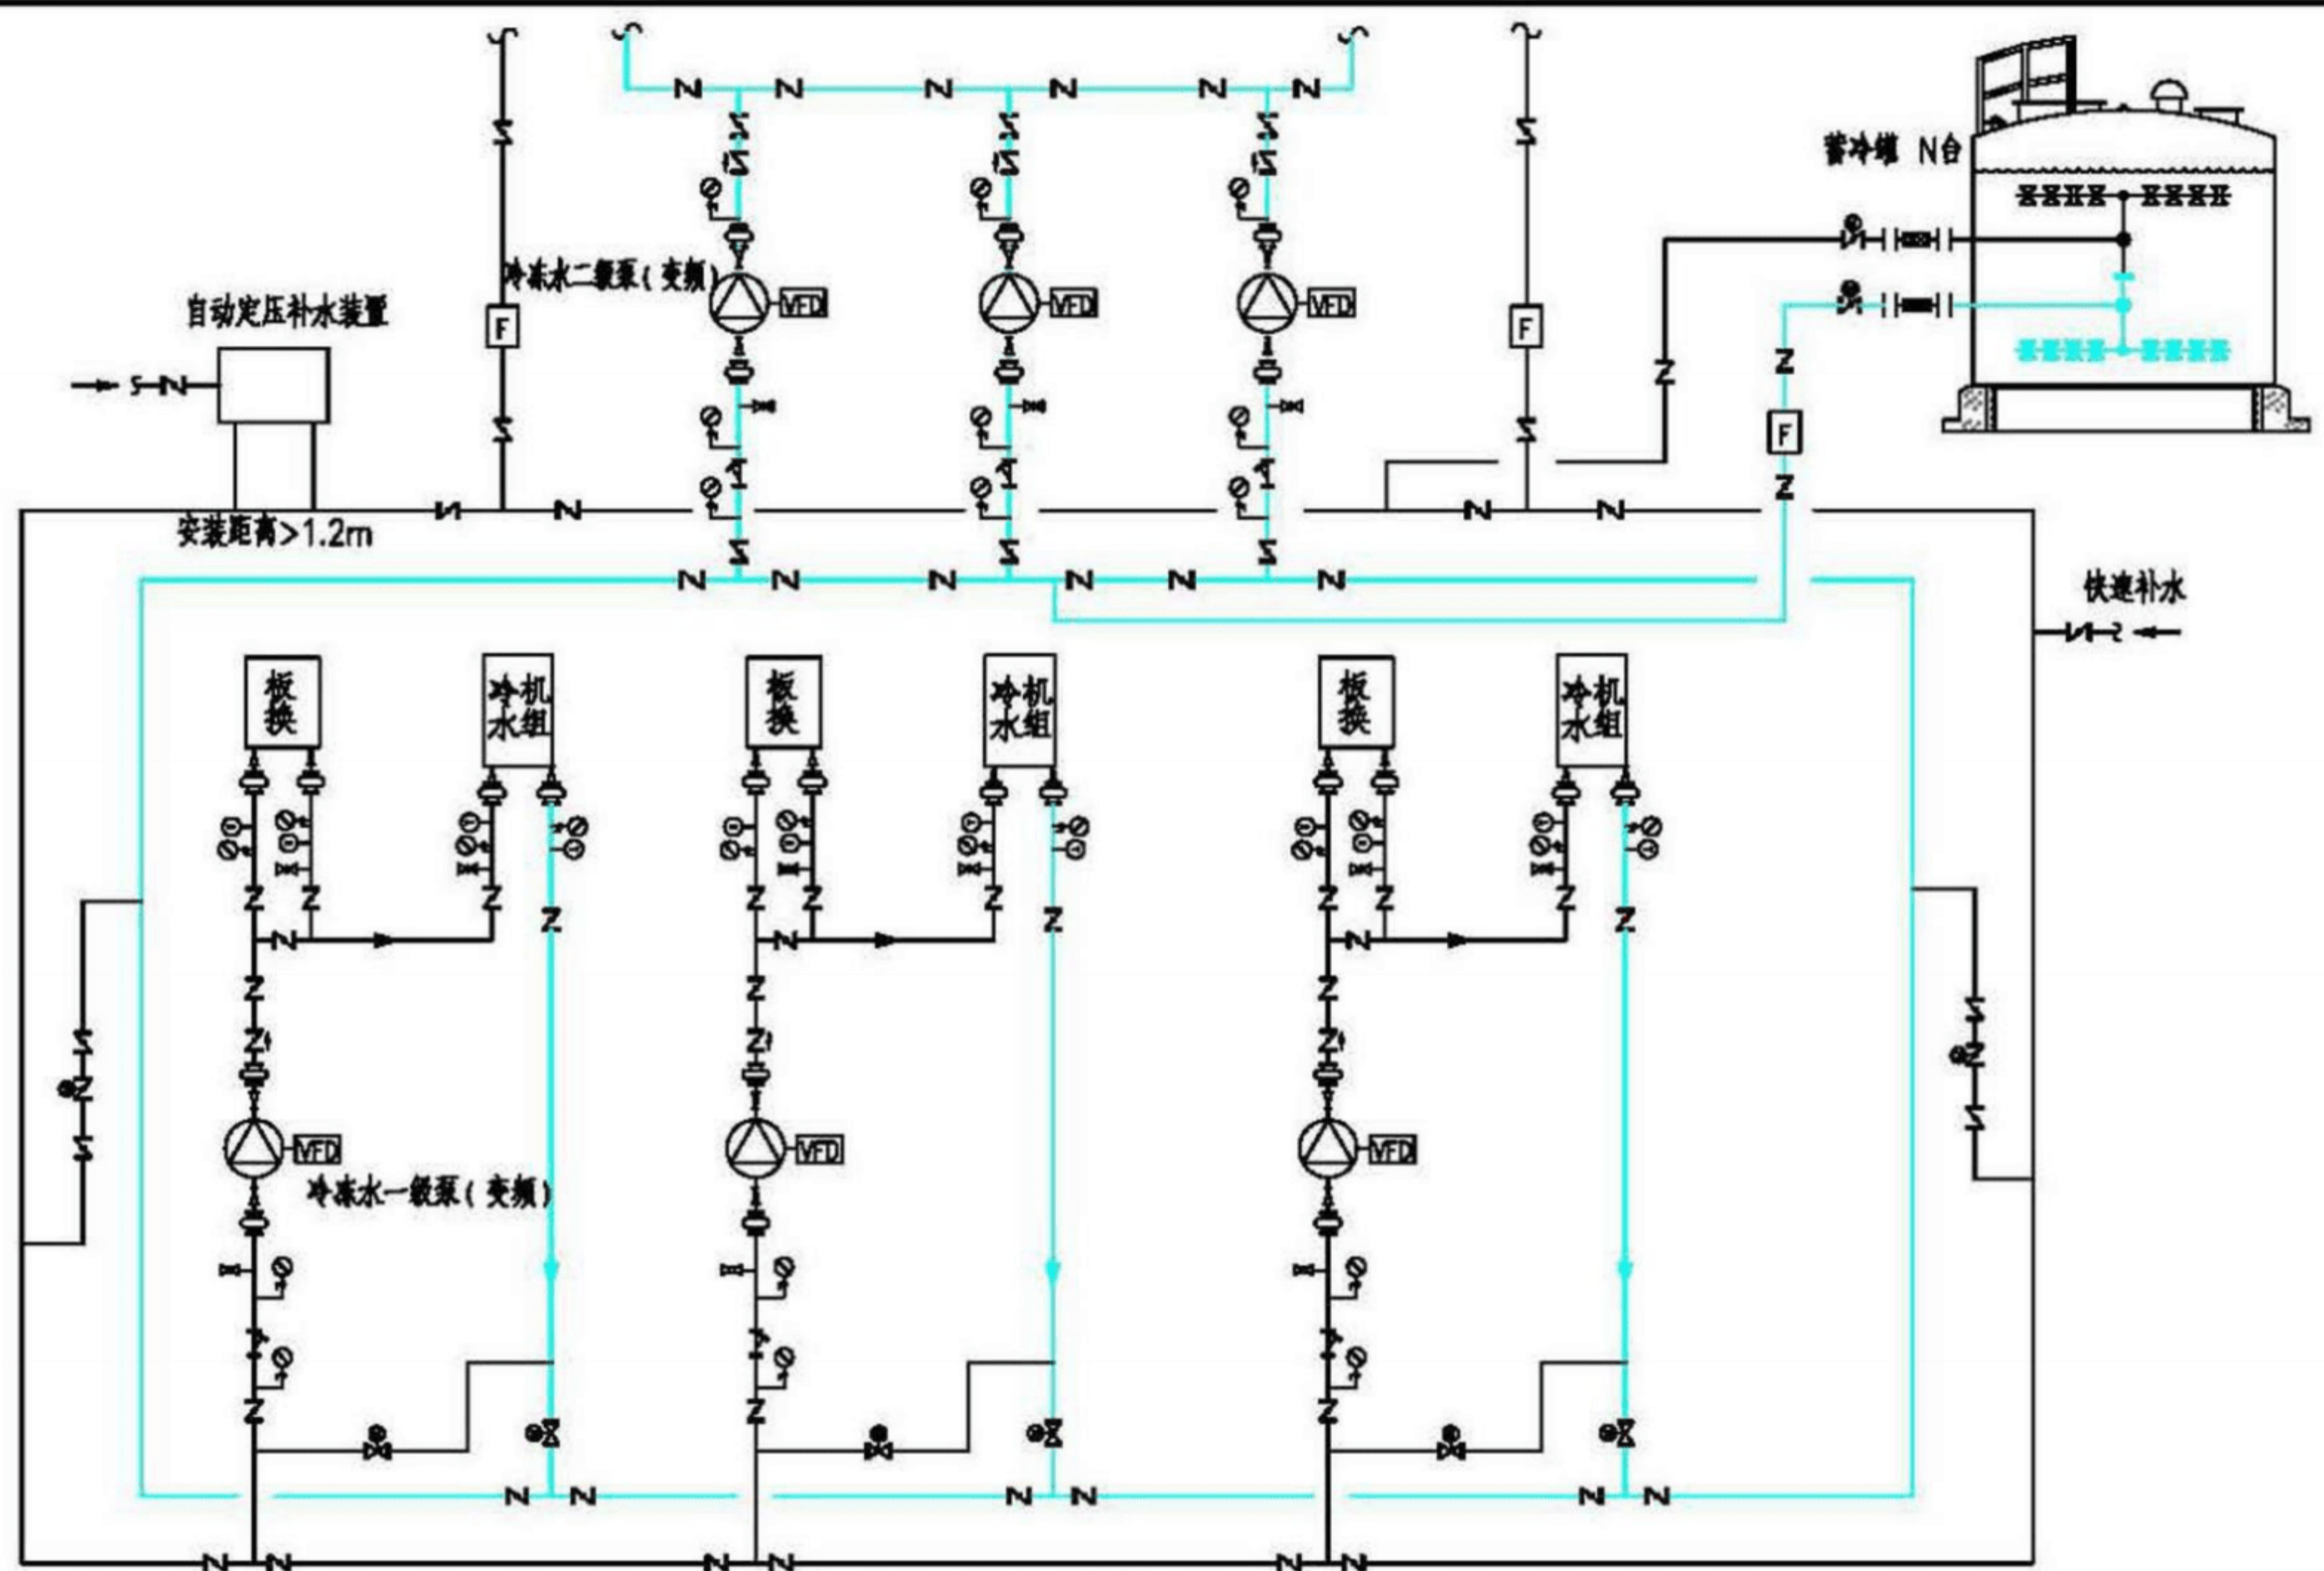 蓄冷罐 N台
冷冻水二级泵(变频)
VFD
VFD
VFD
自动定压补水装置
F
F
F
安装距离>1.2m
快速补水
板换
冷机
水组
板换
冷机
水组
板换
冷机
水组
VFD
VFD
VFD
冷冻水一级泵(变频)